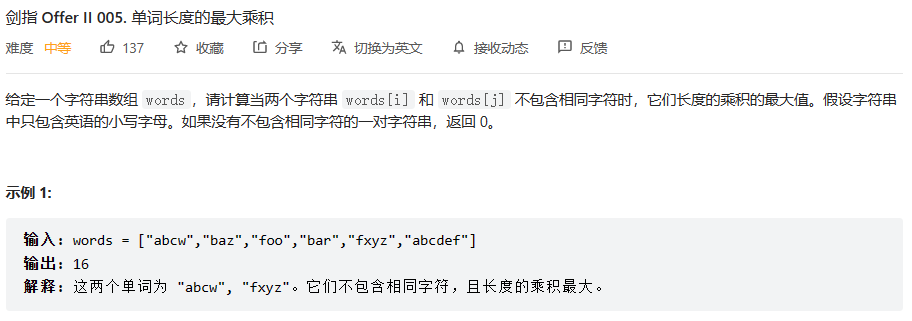 剑指 Offer II 005. 单词长度的最大乘积
难度 中等 137 收藏 分享 切换为英文 接收动态 反馈
给定一个字符串数组 words，请计算当两个字符串 words[i] 和 words[j] 不包含相同字符时，它们长度的乘积的最大值。假设字符串
中只包含英语的小写字母。如果没有不包含相同字符的一对字符串，返回 0。
示例 1:
输入: words = ["abcw","baz","foo","bar","fxyz","abcdef"]
输出: 16
解释: 这两个单词为 "abcw", "fxyz"。它们不包含相同字符，且长度的乘积最大。